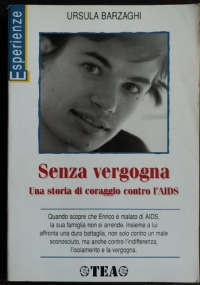 Esperienze
URSULA BARZAGHI
Senza vergogna
Una storia di coraggio contro l'AIDS
Quando scopre che Enrico è malato di AIDS,
la sua famiglia non si arrende. Insieme a lui
affronta una dura battaglia, non solo contro un male
sconosciuto, ma anche contro l'indifferenza,
l'isolamento e la vergogna.
TEA